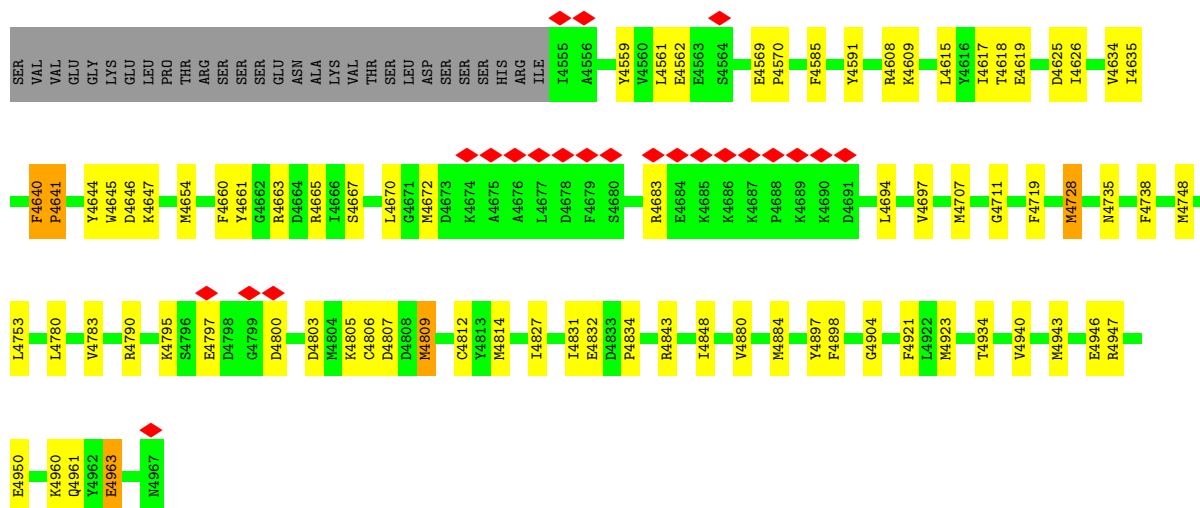 SER VAL VAL GLU GLY LYS GLU LEU PRO THR ARG SER SER SER GLU ASN ALA LYS VAL THR SER LEU ASP SER SER SER HIS ARG ILE I4555 A4556 Y4559 V4560 L4561 E4562 E4563 S4564 E4569 P4570 F4585 Y4591 R4608 K4609 L4615 Y4616 I4617 T4618 E4619 D4625 I4626 V4634 I4635
F4640 P4641 Y4644 W4645 D4646 K4647 M4654 F4660 Y4661 G4662 R4663 D4664 R4665 I4666 S4667 L4670 G4671 M4672 D4673 K4674 A4675 A4676 L4677 D4678 F4679 S4680 R4683 E4684 K4685 K4686 K4687 P4688 K4689 K4690 D4691 L4694 V4697 M4707 G4711 F4719 M4728 N4735 F4738 M4748
L4753 L4780 V4783 R4790 K4795 S4796 E4797 D4798 G4799 D4800 D4803 M4804 K4805 C4806 D4807 D4808 M4809 C4812 Y4813 M4814 I4827 I4831 E4832 D4833 P4834 R4843 I4848 V4880 M4884 Y4897 F4898 G4904 F4921 L4922 M4923 T4934 V4940 M4943 E4946 R4947
E4950 K4960 Q4961 Y4962 E4963 N4967